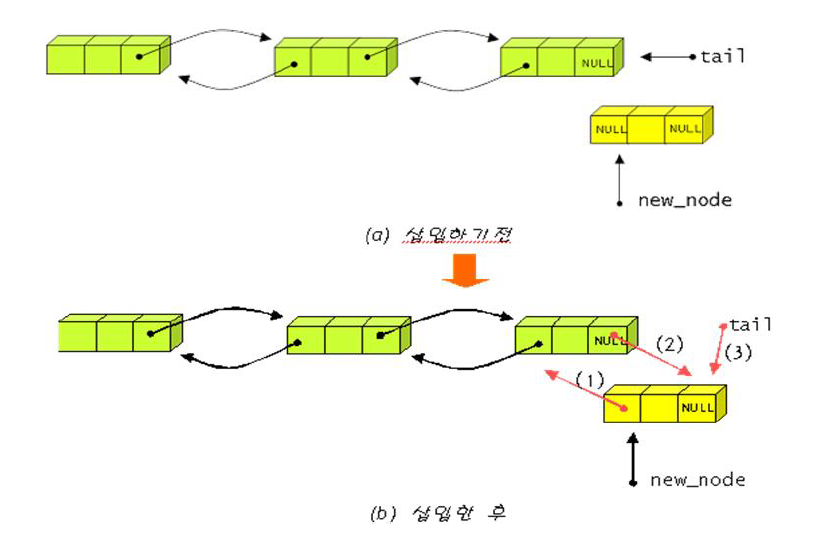 NULL
tail
NULL NULL
new_node
(a) 삽입하기전
tail
NULL
(2)
(3)
(1)
NULL
new_node
(b) 삽입한 후